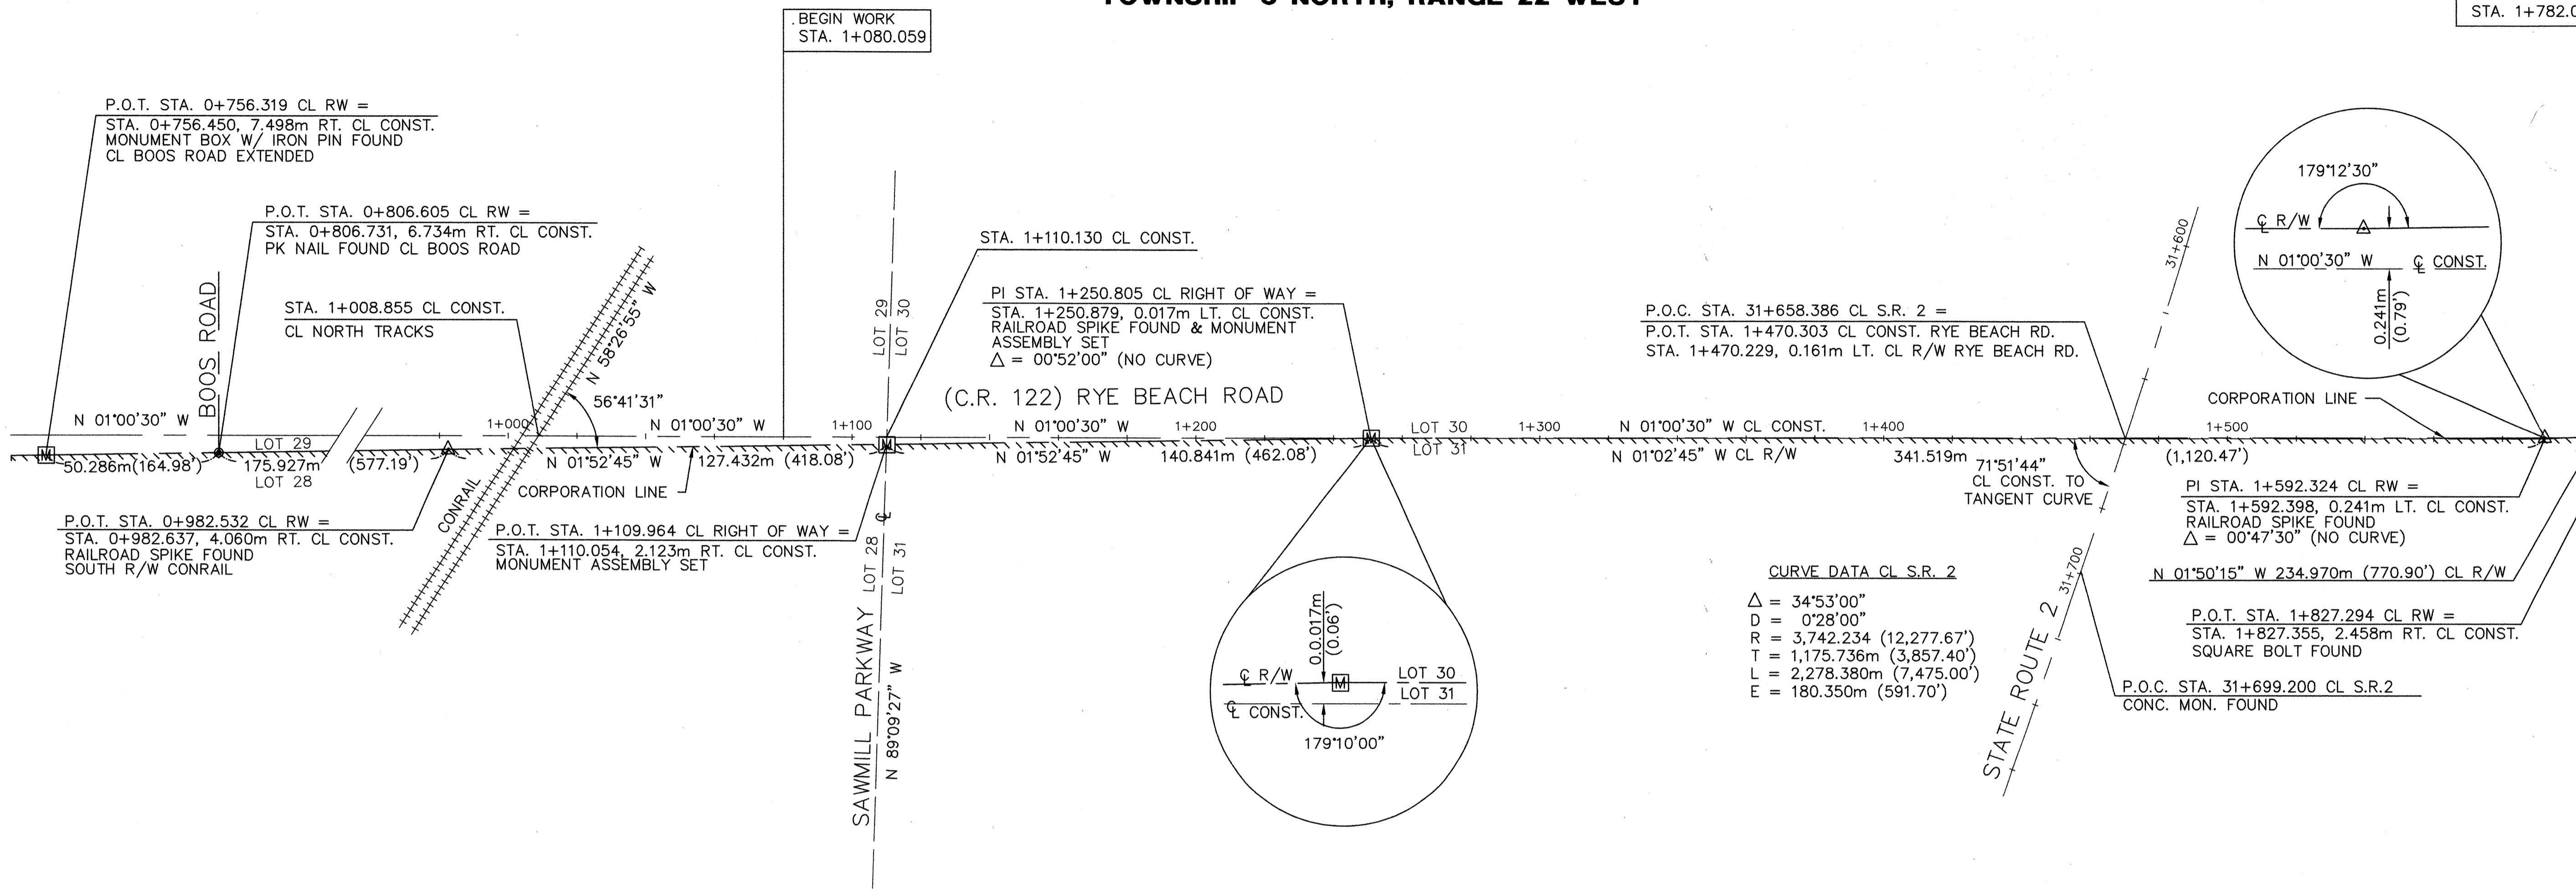 TOWNSHIP 6 NORTH, RANGE 22 WEST
BEGIN WORK
STA. 1+080.059
STA. 1+782.0
P.O.T. STA. 0+756.319 CL RW =
STA. 0+756.450, 7.498m RT. CL CONST.
MONUMENT BOX W/ IRON PIN FOUND
CL BOOS ROAD EXTENDED
P.O.T. STA. 0+806.605 CL RW =
STA. 0+806.731, 6.734m RT. CL CONST.
PK NAIL FOUND CL BOOS ROAD
STA. 1+008.855 CL CONST.
CL NORTH TRACKS
BOOS ROAD
N 58°26'55" W
56°41'31"
CONRAIL
STA. 1+110.130 CL CONST.
PI STA. 1+250.805 CL RIGHT OF WAY =
STA. 1+250.879, 0.017m LT. CL CONST.
RAILROAD SPIKE FOUND & MONUMENT
ASSEMBLY SET
△ = 00°52'00" (NO CURVE)
LOT 29
LOT 30
(C.R. 122) RYE BEACH ROAD
P.O.C. STA. 31+658.386 CL S.R. 2 =
P.O.T. STA. 1+470.303 CL CONST. RYE BEACH RD.
STA. 1+470.229, 0.161m LT. CL R/W RYE BEACH RD.
31+600
179°12'30"
℄ R/W
N 01°00'30" W ℄ CONST.
0.241m
(0.79')
CORPORATION LINE
N 01°00'30" W
1+000
N 01°00'30" W
1+100
N 01°00'30" W
1+200
LOT 30
1+300
N 01°00'30" W CL CONST.
1+400
1+500
M
LOT 29
M
M
LOT 31
50.286m(164.98')
175.927m
(577.19')
LOT 28
N 01°52'45" W
127.432m (418.08')
N 01°52'45" W
140.841m (462.08')
N 01°02'45" W CL R/W
341.519m
(1,120.47')
71°51'44"
CL CONST. TO
TANGENT CURVE
CORPORATION LINE
P.O.T. STA. 0+982.532 CL RW =
STA. 0+982.637, 4.060m RT. CL CONST.
RAILROAD SPIKE FOUND
SOUTH R/W CONRAIL
P.O.T. STA. 1+109.964 CL RIGHT OF WAY =
STA. 1+110.054, 2.123m RT. CL CONST.
MONUMENT ASSEMBLY SET
SAWMILL PARKWAY
LOT 28 ℄
LOT 31
N 89°09'27" W
0.0.017m
(0.06')
℄ R/W
M
LOT 30
LOT 31
℄ CONST.
179°10'00"
CURVE DATA CL S.R. 2
△ = 34°53'00"
D = 0°28'00"
R = 3,742.234 (12,277.67')
T = 1,175.736m (3,857.40')
L = 2,278.380m (7,475.00')
E = 180.350m (591.70')
STATE ROUTE 2
31+700
PI STA. 1+592.324 CL RW =
STA. 1+592.398, 0.241m LT. CL CONST.
RAILROAD SPIKE FOUND
△ = 00°47'30" (NO CURVE)
N 01°50'15" W 234.970m (770.90') CL R/W
P.O.T. STA. 1+827.294 CL RW =
STA. 1+827.355, 2.458m RT. CL CONST.
SQUARE BOLT FOUND
P.O.C. STA. 31+699.200 CL S.R.2
CONC. MON. FOUND